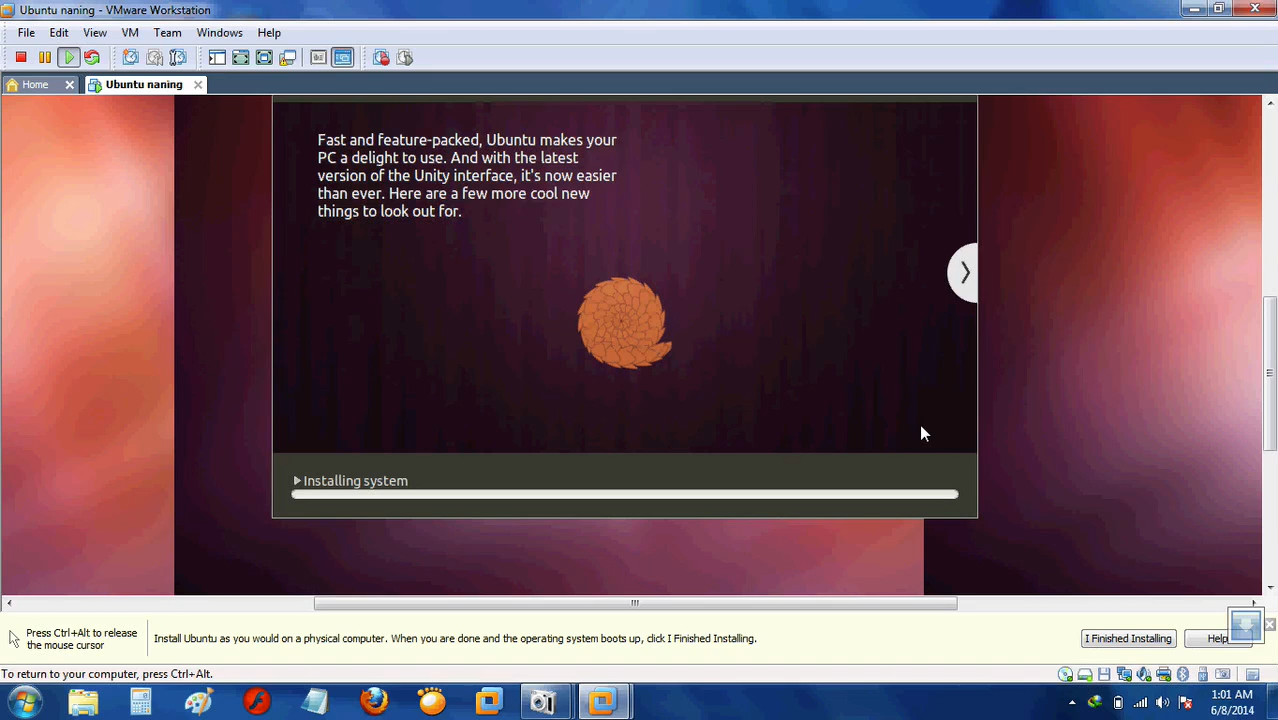 Ubuntu naning - VMware Workstation
File Edit View VM Team Windows Help
Home
Ubuntu naning
Fast and feature-packed, Ubuntu makes your
PC a delight to use. And with the latest
version of the Unity interface, it's now easier
than ever. Here are a few more cool new
things to look out for.
Installing system
Press Ctrl+Alt to release
the mouse cursor
Install Ubuntu as you would on a physical computer. When you are done and the operating system boots up, click I Finished Installing.
I Finished Installing
Help
To return to your computer, press Ctrl+Alt.
1:01 AM
6/8/2014